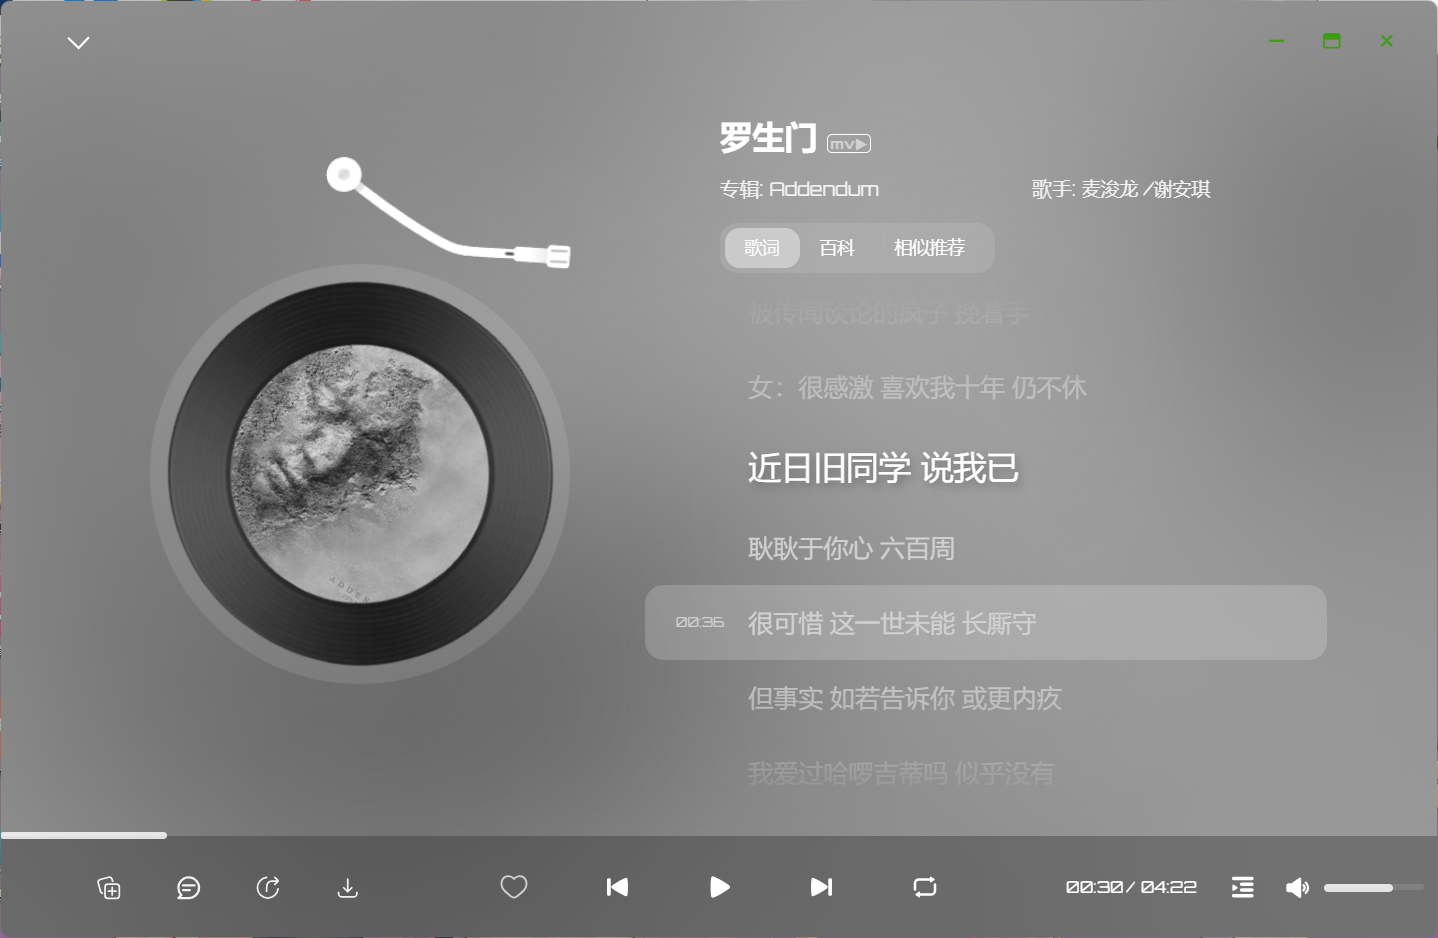 罗生门 mv
专辑: Addendum 歌手: 麦浚龙 /谢安琪
歌词 百科 相似推荐
被传闻谈论的疯子 挽着手
女：很感激 喜欢我十年 仍不休
近日旧同学 说我已
耿耿于你心 六百周
00:36 很可惜 这一世未能 长厮守
但事实 如若告诉你 或更内疚
我爱过哈啰吉蒂吗 似乎没有
00:30 / 04:22